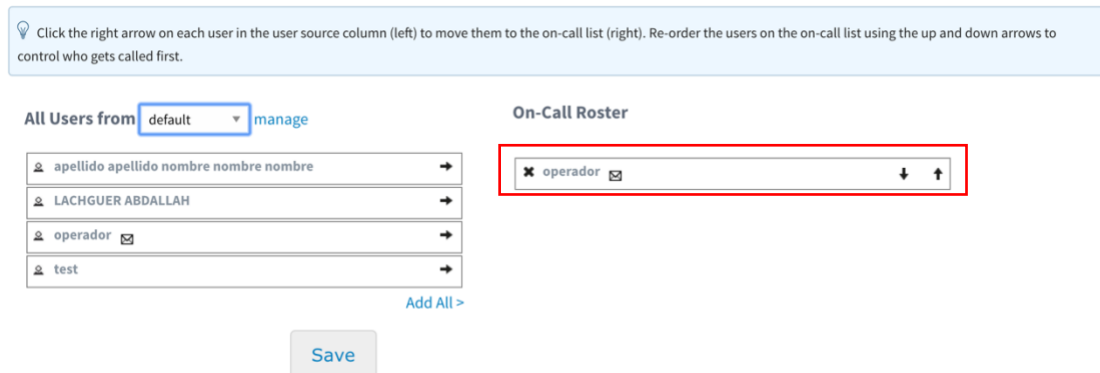 Click the right arrow on each user in the user source column (left) to move them to the on-call list (right). Re-order the users on the on-call list using the up and down arrows to
control who gets called first.
All Users from default manage
apellido apellido nombre nombre nombre
LACHGUER ABDALLAH
operador
test
Add All >
Save
On-Call Roster
operador